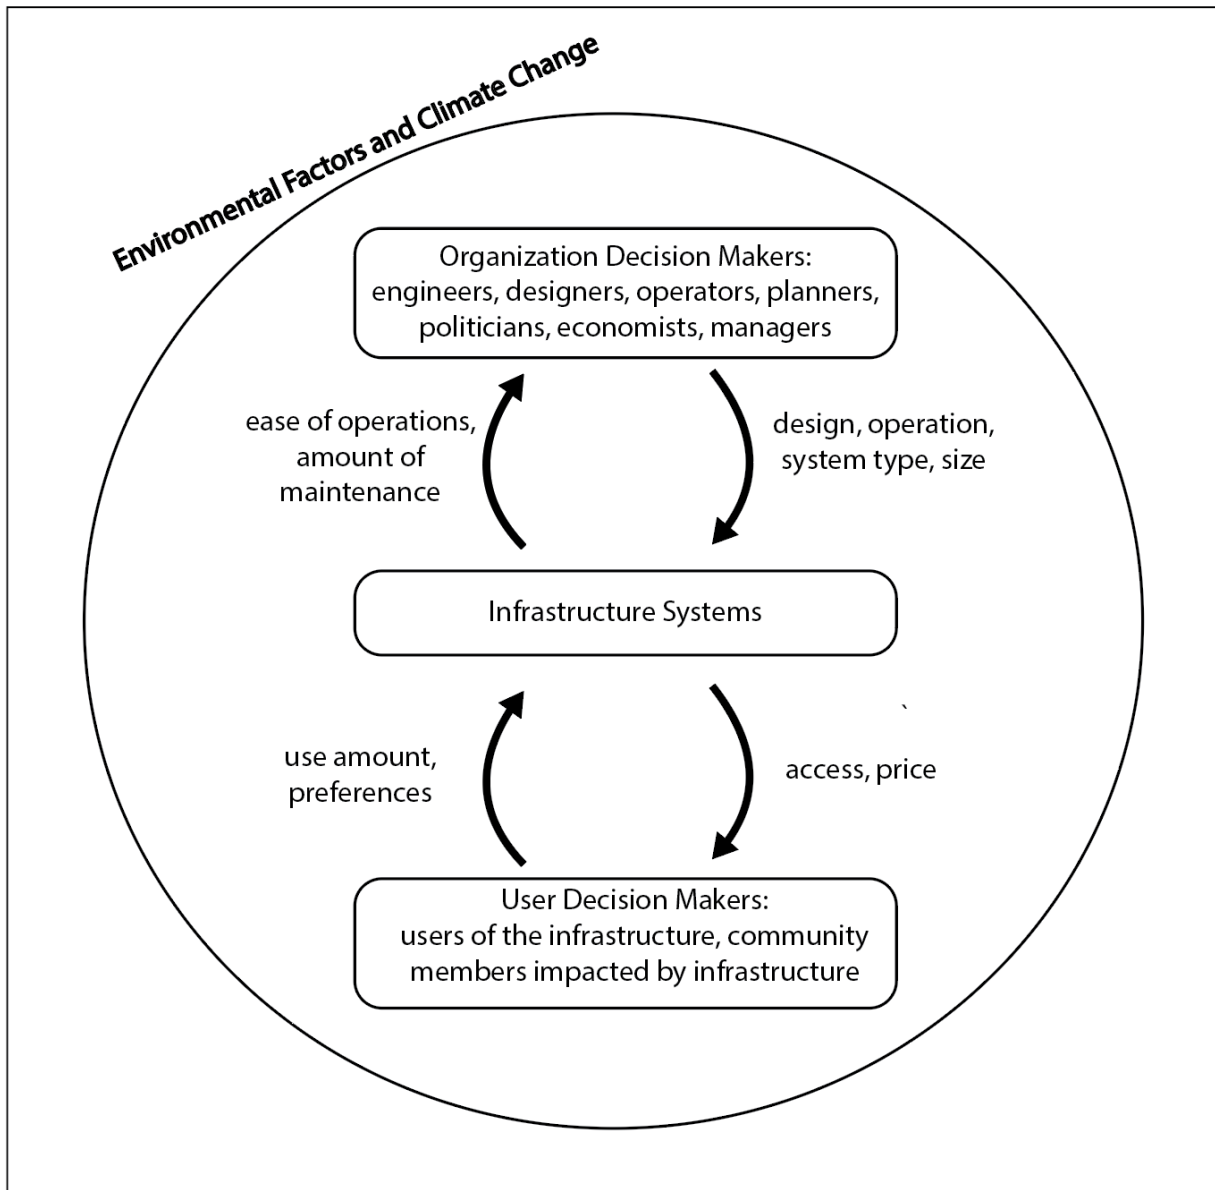 Environmental Factors and Climate Change
Organization Decision Makers:
engineers, designers, operators, planners,
politicians, economists, managers
ease of operations,
amount of
maintenance
design, operation,
system type, size
Infrastructure Systems
`
use amount,
preferences
access, price
User Decision Makers:
users of the infrastructure, community
members impacted by infrastructure